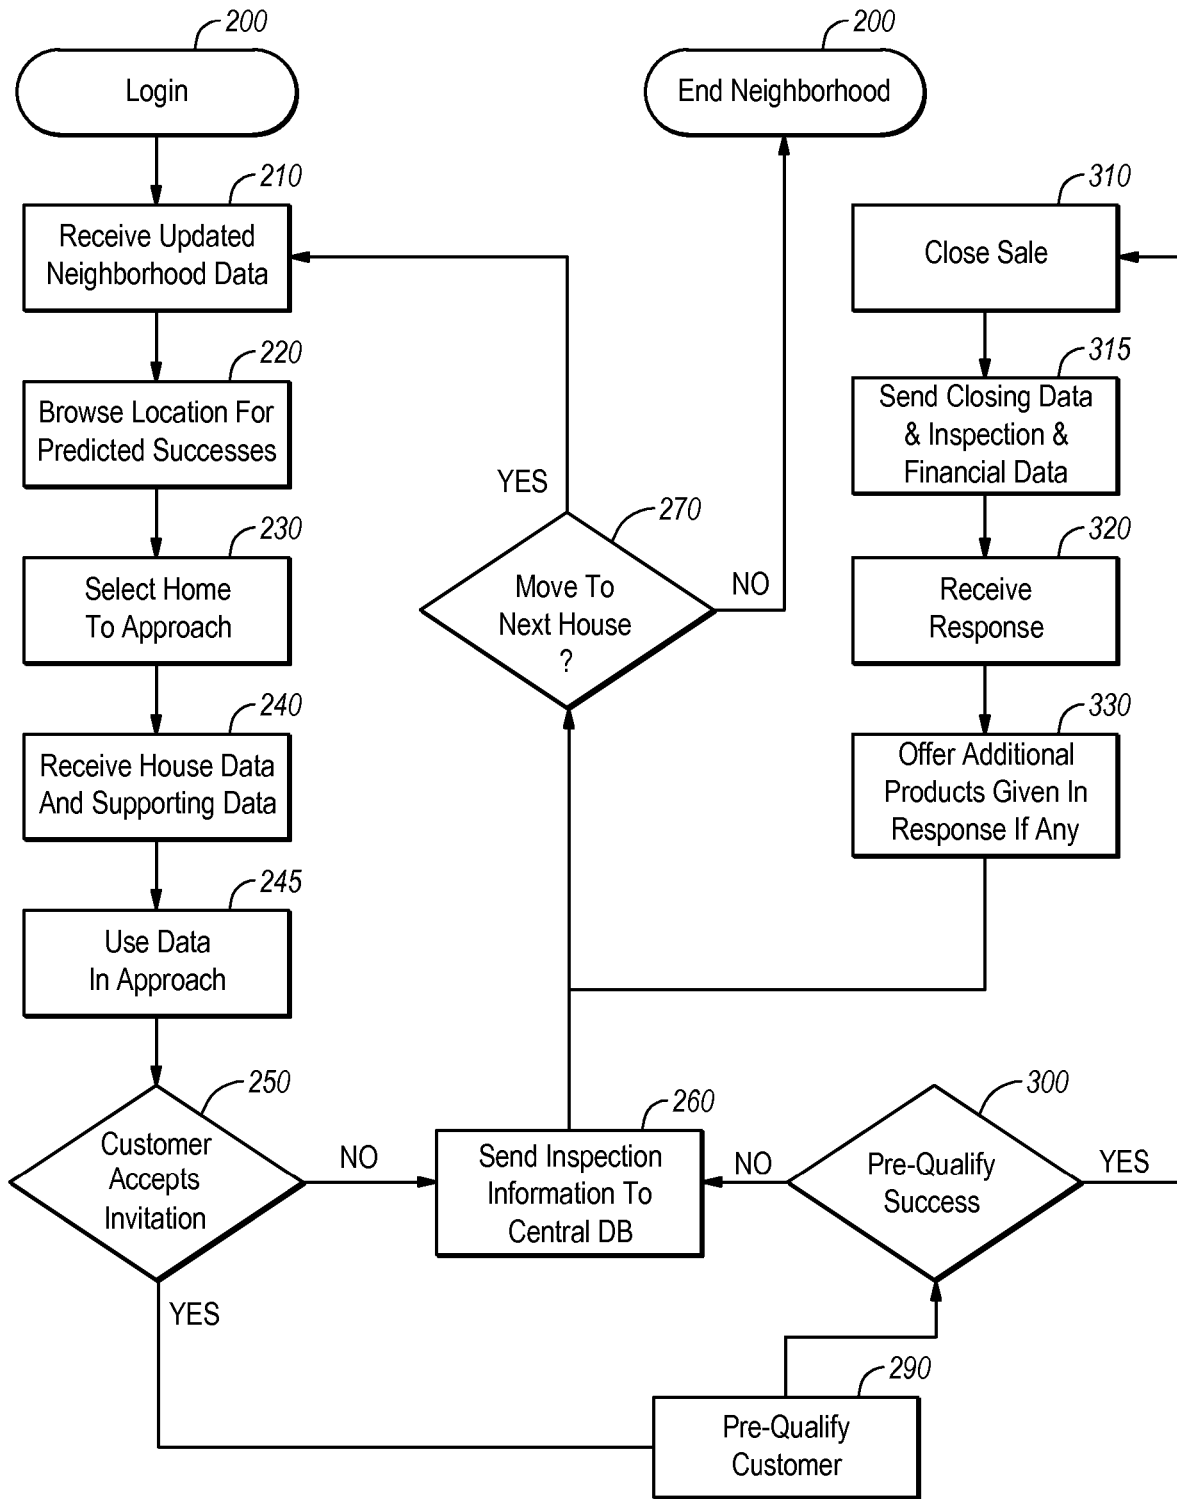 200
Login
200
End Neighborhood
210
Receive Updated
Neighborhood Data
310
Close Sale
220
Browse Location For
Predicted Successes
315
Send Closing Data
& Inspection &
Financial Data
YES
230
Select Home
To Approach
270
Move To
Next House
?
NO
320
Receive
Response
240
Receive House Data
And Supporting Data
330
Offer Additional
Products Given In
Response If Any
245
Use Data
In Approach
250
Customer
Accepts
Invitation
NO
YES
260
Send Inspection
Information To
Central DB
NO
300
Pre-Qualify
Success
YES
290
Pre-Qualify
Customer